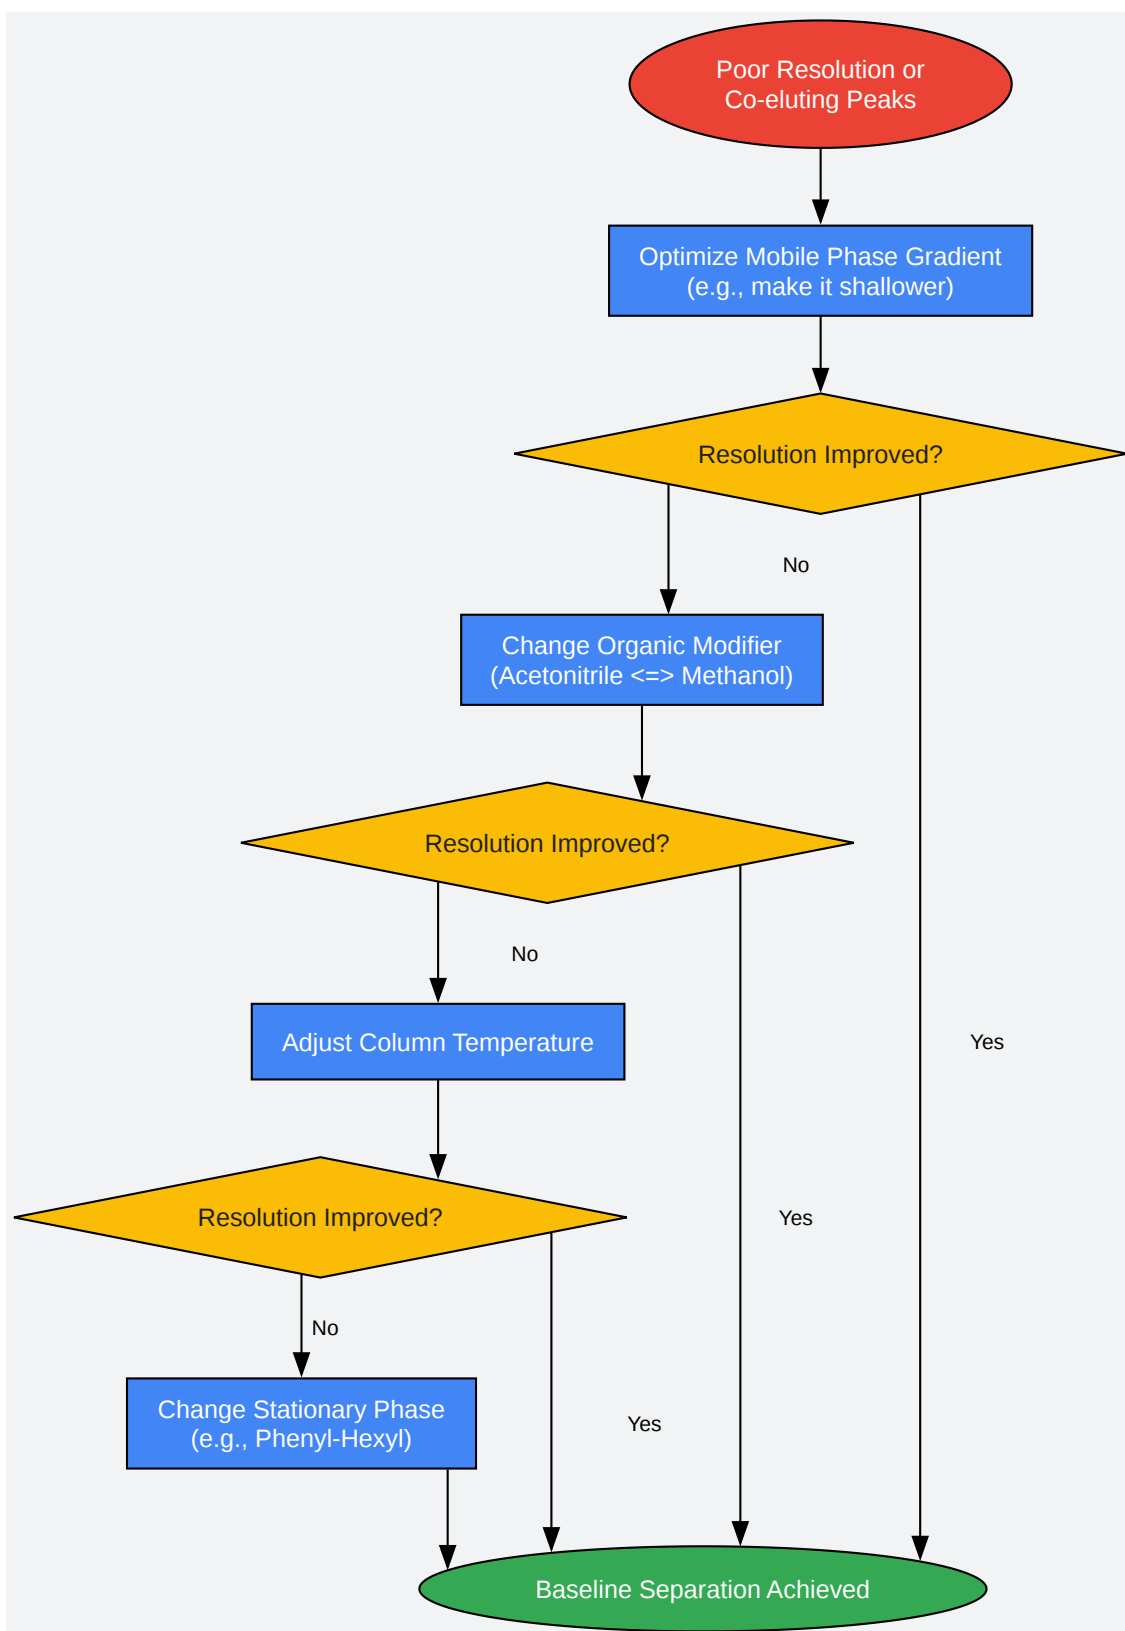 Poor Resolution or
Co-eluting Peaks
Optimize Mobile Phase Gradient
(e.g., make it shallower)
Resolution Improved?
No
Change Organic Modifier
(Acetonitrile <=> Methanol)
Resolution Improved?
No
Adjust Column Temperature
Yes
Resolution Improved?
Yes
No
Change Stationary Phase
(e.g., Phenyl-Hexyl)
Yes
Baseline Separation Achieved